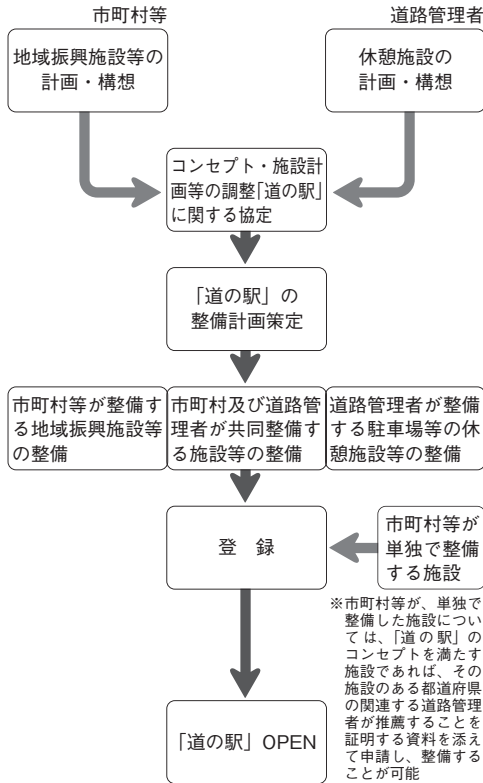 市町村等
道路管理者
地域振興施設等の
計画・構想
休憩施設の
計画・構想
コンセプト・施設計
画等の調整「道の駅」
に関する協定
「道の駅」の
整備計画策定
市町村等が整備す
る地域振興施設等
の整備
市町村及び道路管
理者が共同整備す
る施設等の整備
道路管理者が整備
する駐車場等の休
憩施設等の整備
登　録
市町村等が
単独で整備
する施設
※市町村等が、単独で
整備した施設につい
ては、「道の駅」の
コンセプトを満たす
施設であれば、その
施設のある都道府県
の関連する道路管理
者が推薦することを
証明する資料を添え
て申請し、整備する
ことが可能
「道の駅」OPEN